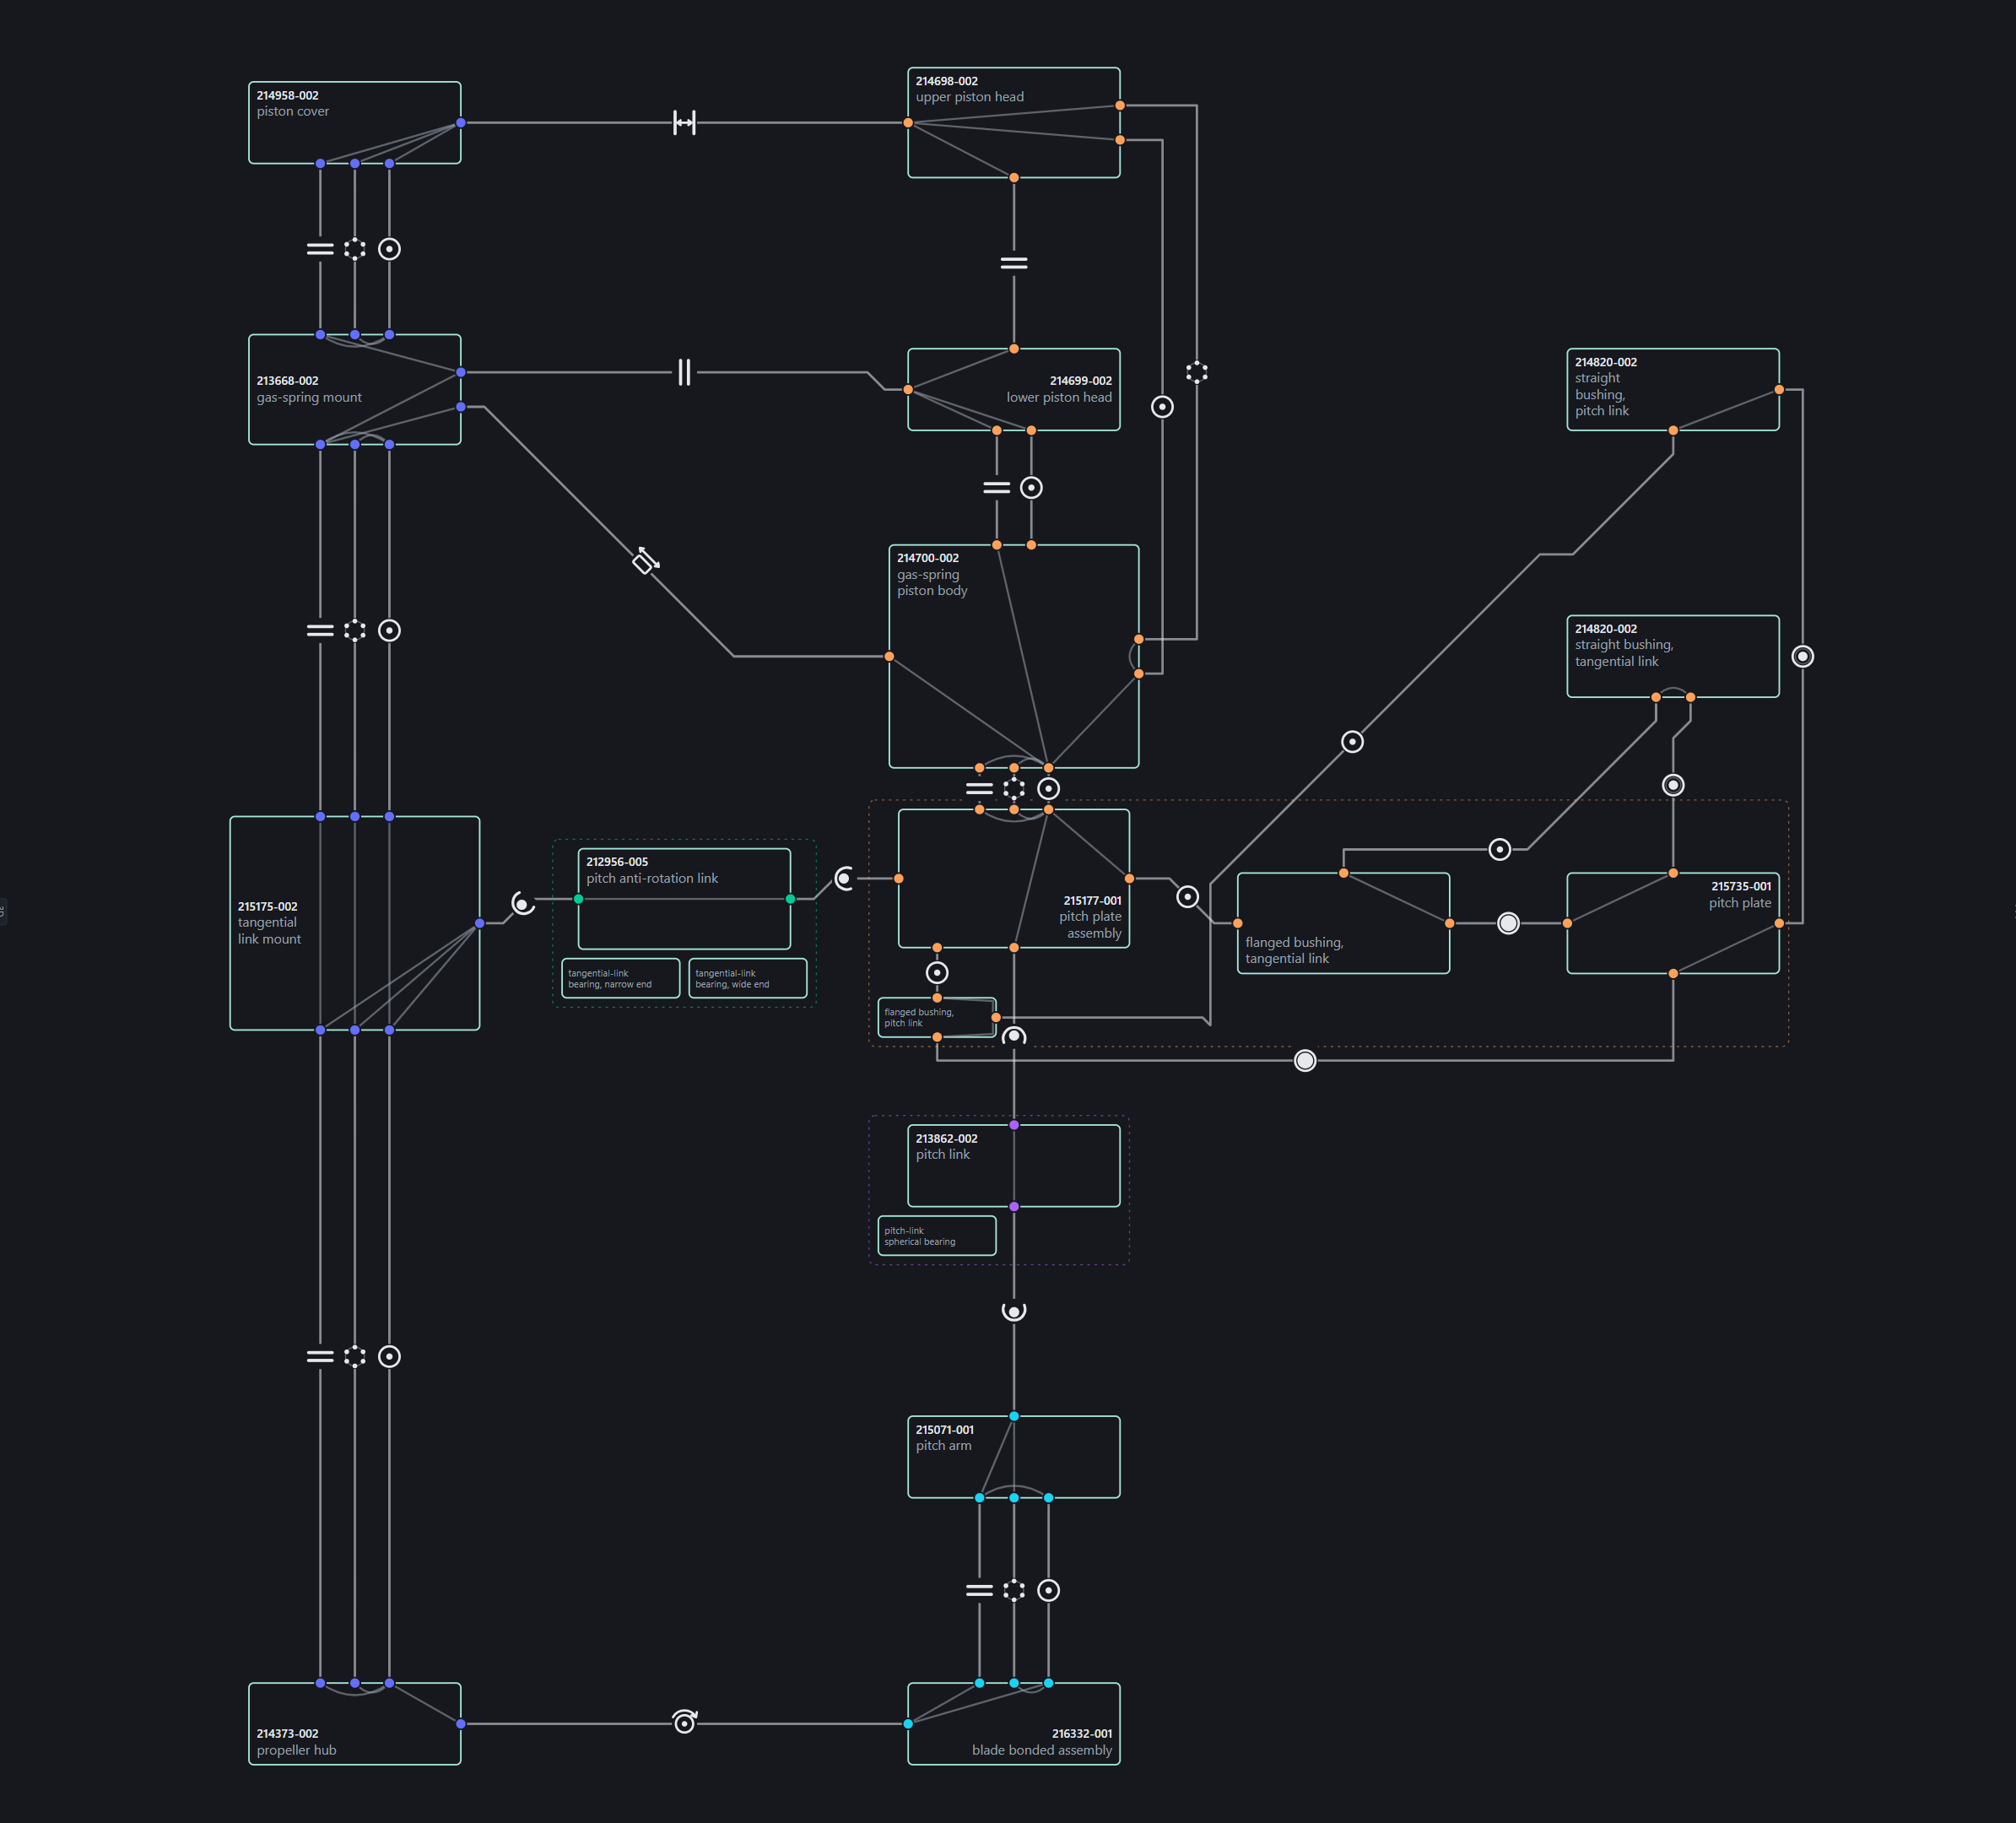 214958-002
piston cover
214698-002
upper piston head
213668-002
gas-spring mount
214699-002
lower piston head
214820-002
straight
bushing,
pitch link
214700-002
gas-spring
piston body
214820-002
straight bushing,
tangential link
212956-005
pitch anti-rotation link
215175-002
tangential
link mount
tangential-link
bearing, narrow end
tangential-link
bearing, wide end
215177-001
pitch plate
assembly
flanged bushing,
tangential link
215735-001
pitch plate
flanged bushing,
pitch link
213862-002
pitch link
pitch-link
spherical bearing
215071-001
pitch arm
214373-002
propeller hub
216332-001
blade bonded assembly